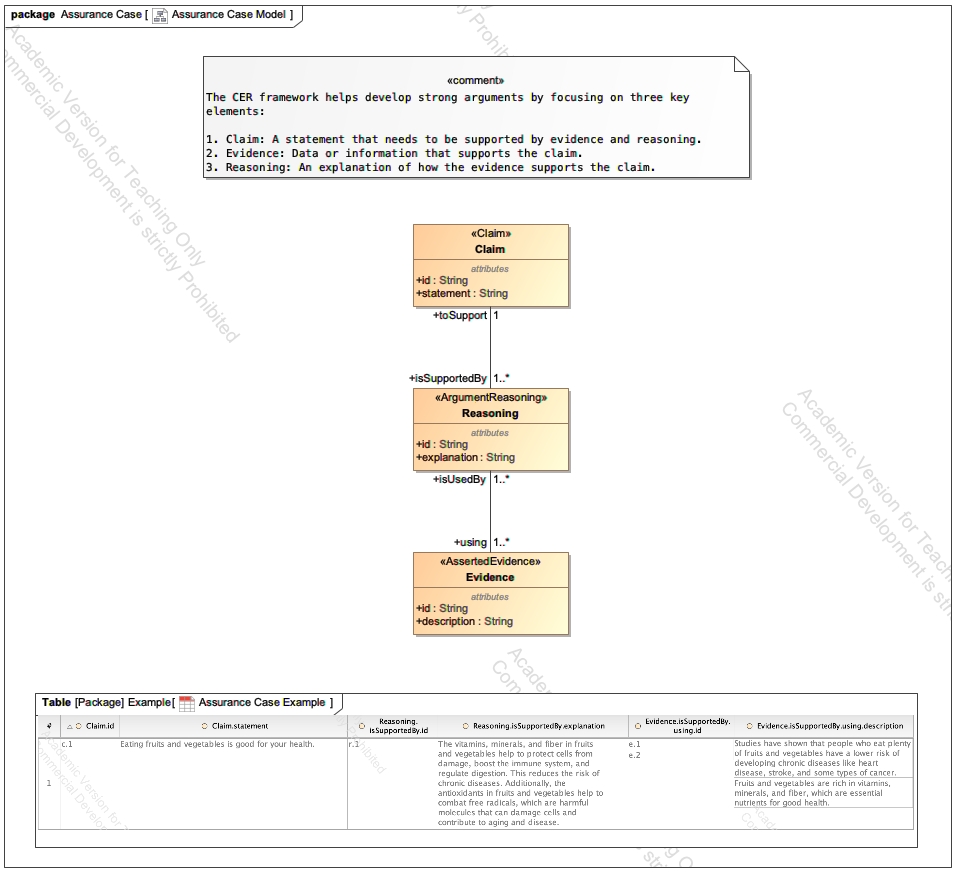 package Assurance Case [ Assurance Case Model ]
«comment»
The CER framework helps develop strong arguments by focusing on three key
elements:
1. Claim: A statement that needs to be supported by evidence and reasoning.
2. Evidence: Data or information that supports the claim.
3. Reasoning: An explanation of how the evidence supports the claim.
Academic Version for Teaching Only
Commercial Development is strictly Prohibited
«Claim»
Claim
attributes
+id : String
+statement : String
+toSupport 1
+isSupportedBy 1..*
«ArgumentReasoning»
Reasoning
attributes
+id : String
+explanation : String
+isUsedBy 1..*
+using 1..*
«AssertedEvidence»
Evidence
attributes
+id : String
+description : String
Academic Version for Teach
Commercial Development is st
Table [Package] Example[ Assurance Case Example ]
# Claim.id Claim.statement Reasoning.isSupportedBy.id Reasoning.isSupportedBy.explanation Evidence.isSupportedBy.using.id Evidence.isSupportedBy.using.description
1
c.1
Eating fruits and vegetables is good for your health.
r.1
The vitamins, minerals, and fiber in fruits
and vegetables help to protect cells from
damage, boost the immune system, and
regulate digestion. This reduces the risk of
chronic diseases. Additionally, the
antioxidants in fruits and vegetables help to
combat free radicals, which are harmful
molecules that can damage cells and
contribute to aging and disease.
e.1
e.2
Studies have shown that people who eat plenty
of fruits and vegetables have a lower risk of
developing chronic diseases like heart
disease, stroke, and some types of cancer.
Fruits and vegetables are rich in vitamins,
minerals, and fiber, which are essential
nutrients for good health.